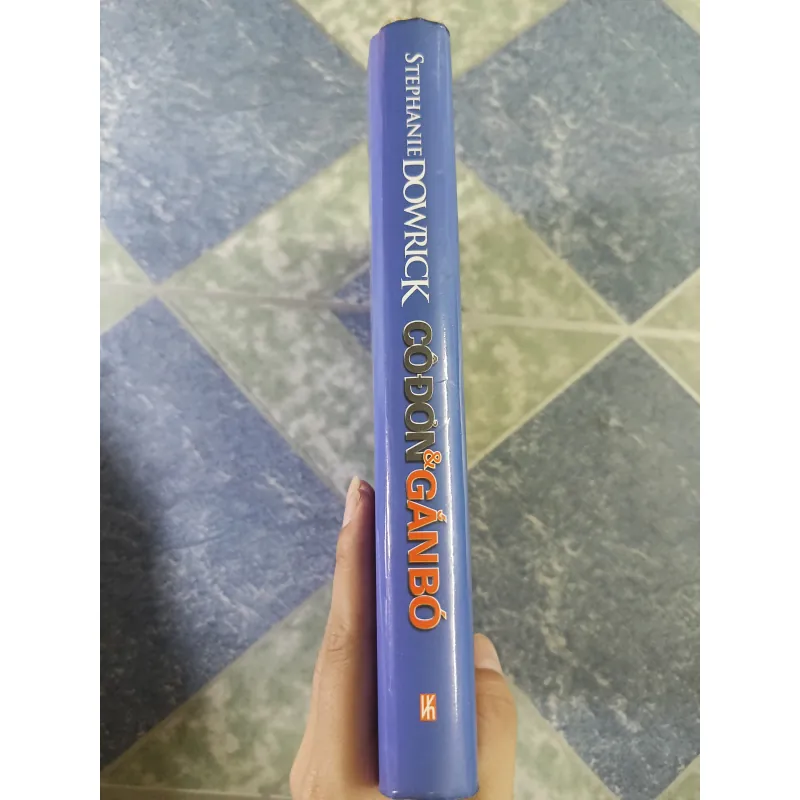 STEPHANIE DOWRICK
CÔ ĐƠN & GẮN BÓ